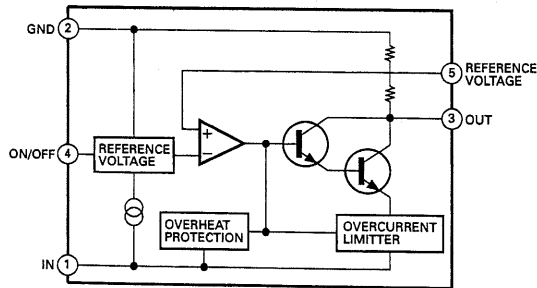 GND 2
5 REFERENCE
VOLTAGE
3 OUT
ON/OFF 4
REFERENCE
VOLTAGE
+
−
OVERHEAT
PROTECTION
OVERCURRENT
LIMITTER
IN 1